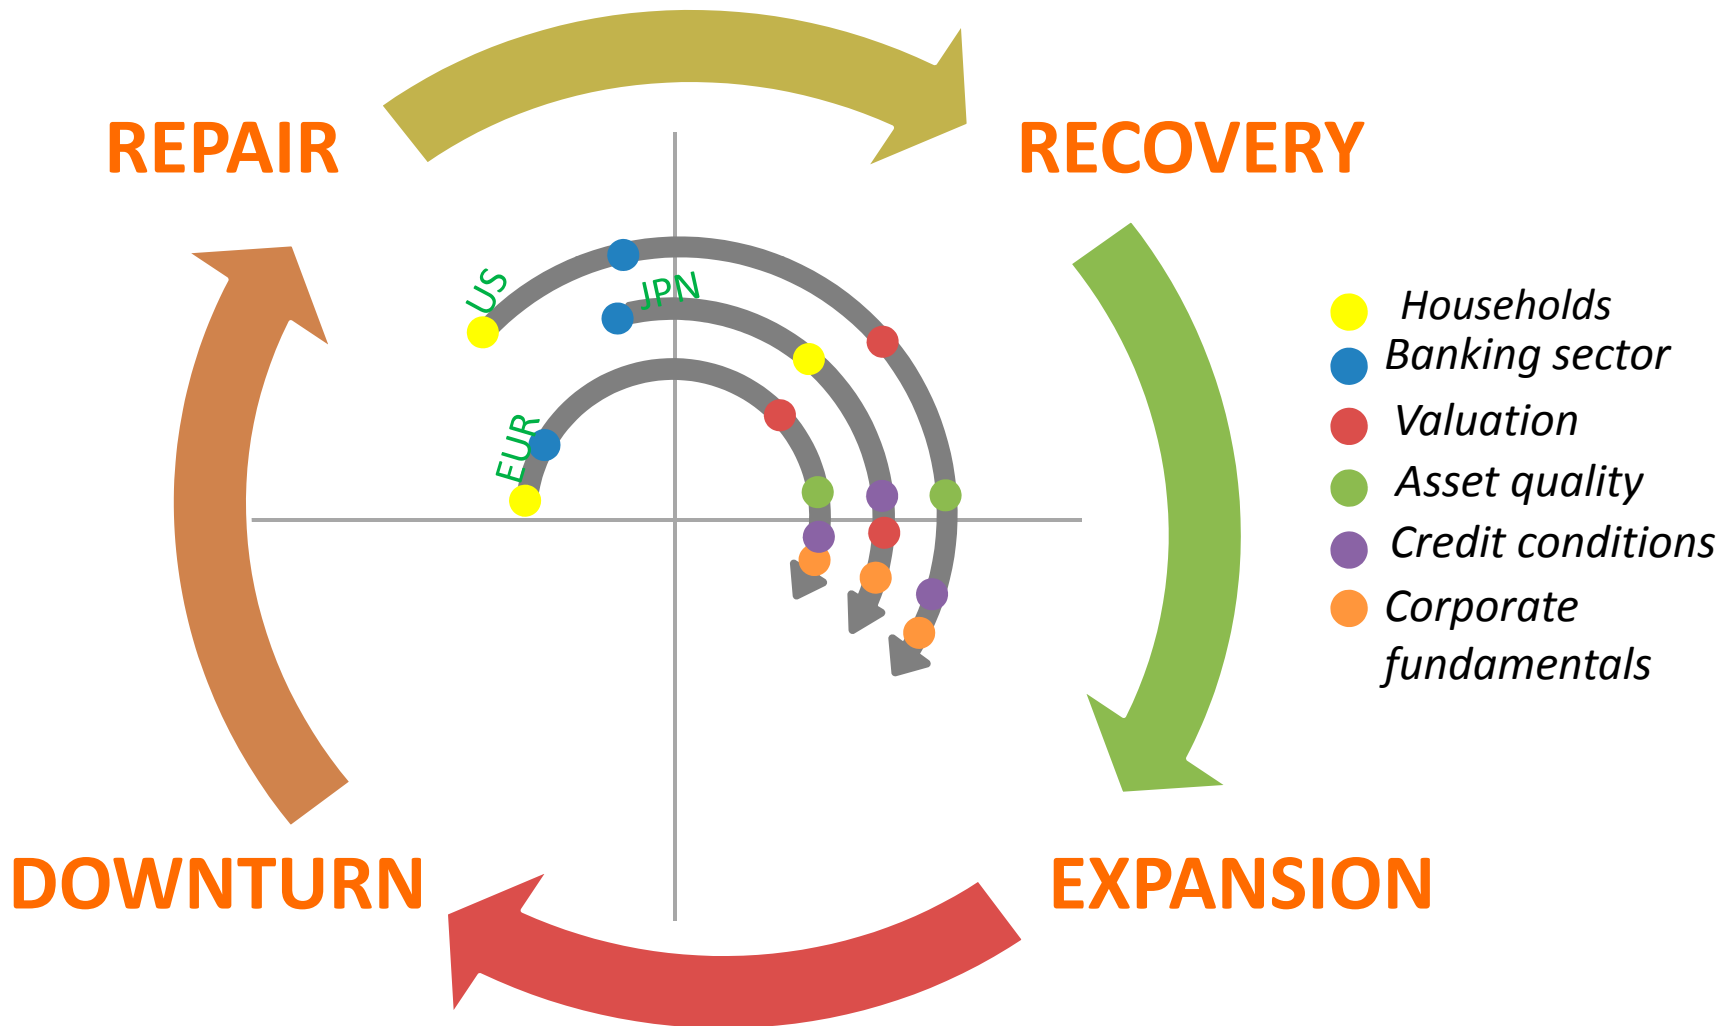 REPAIR
RECOVERY
US
JPN
EUR
Households
Banking sector
Valuation
Asset quality
Credit conditions
Corporate
fundamentals
DOWNTURN
EXPANSION